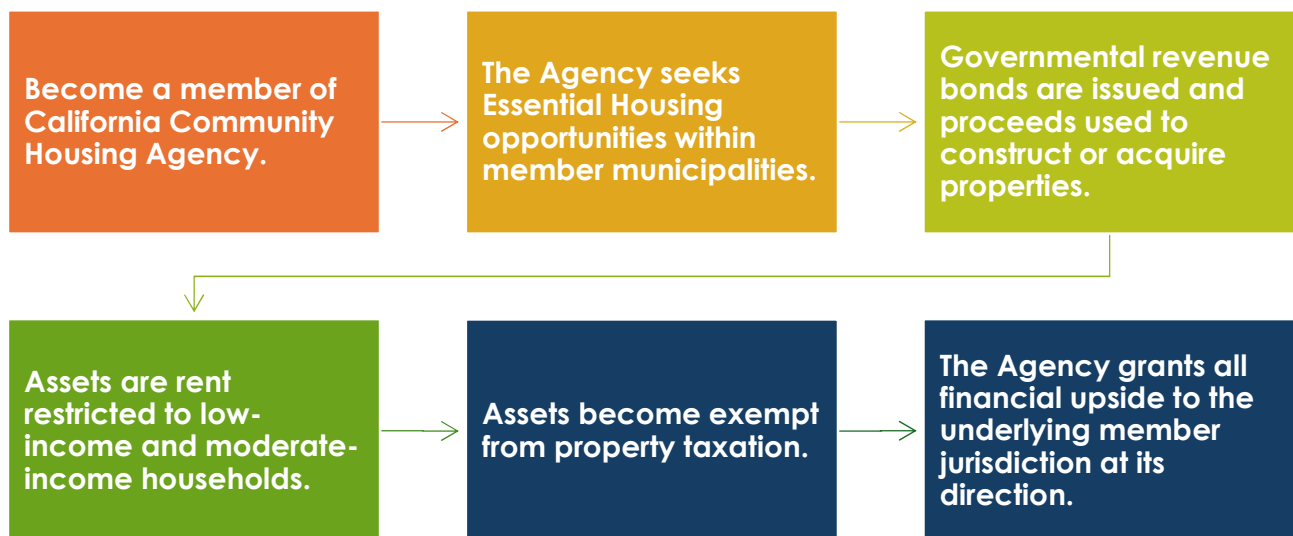 Become a member of
California Community
Housing Agency.
The Agency seeks
Essential Housing
opportunities within
member municipalities.
Governmental revenue
bonds are issued and
proceeds used to
construct or acquire
properties.
Assets are rent
restricted to low-
income and moderate-
income households.
Assets become exempt
from property taxation.
The Agency grants all
financial upside to the
underlying member
jurisdiction at its
direction.